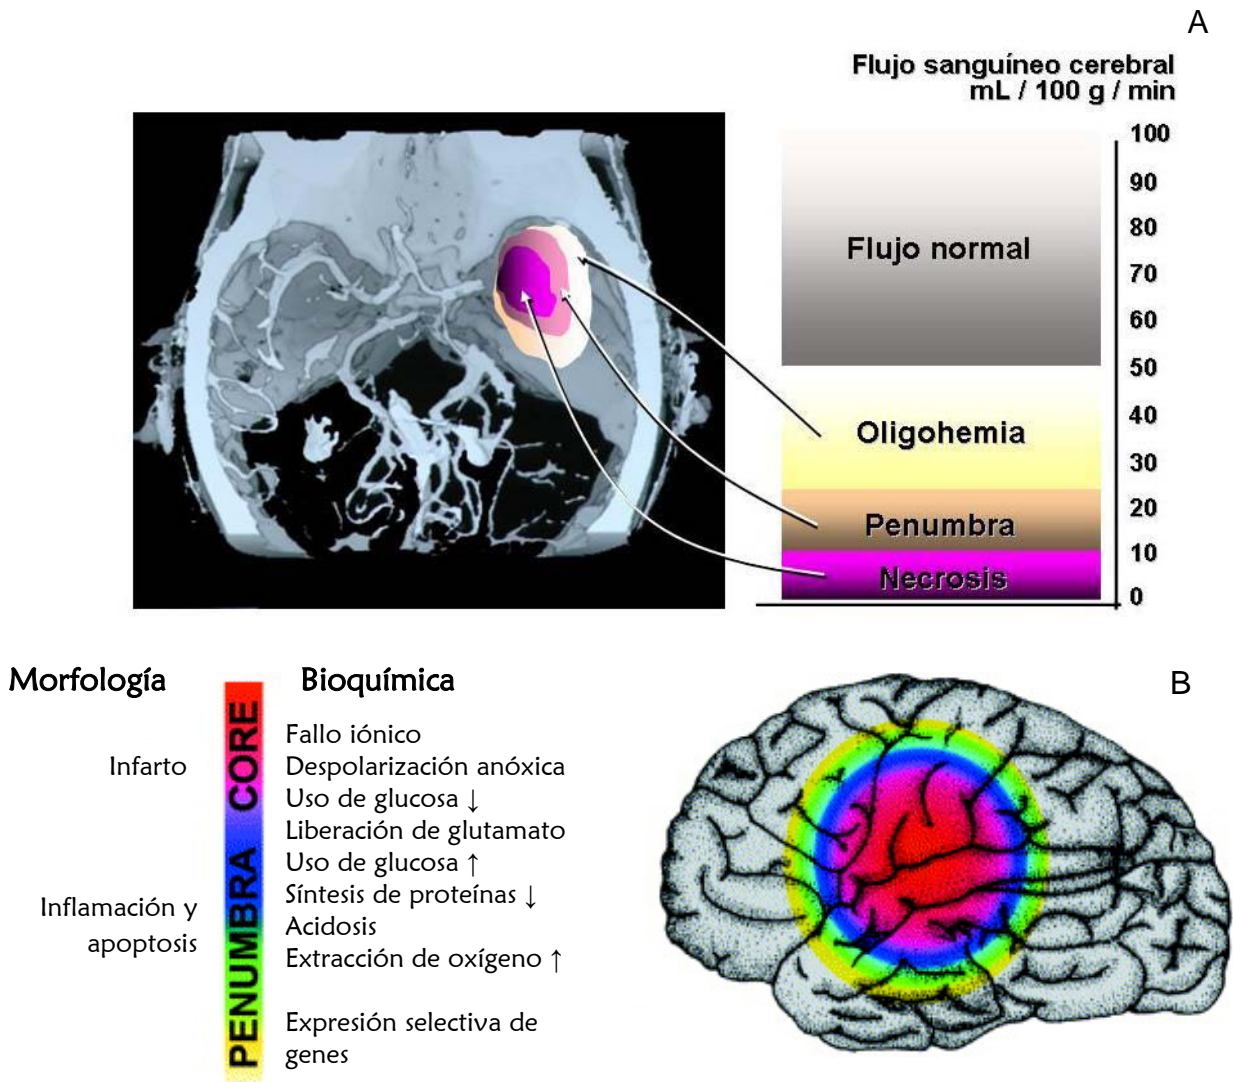 A
Flujo sanguíneo cerebral
mL / 100 g / min
100
90
80
70
60
50
40
30
20
10
0
Flujo normal
Oligohemia
Penumbra
Necrosis
Morfología
Bioquímica
B
CORE
PENUMBRA
Infarto
Inflamación y
apoptosis
Fallo iónico
Despolarización anóxica
Uso de glucosa ↓
Liberación de glutamato
Uso de glucosa ↑
Síntesis de proteínas ↓
Acidosis
Extracción de oxígeno ↑
Expresión selectiva de
genes